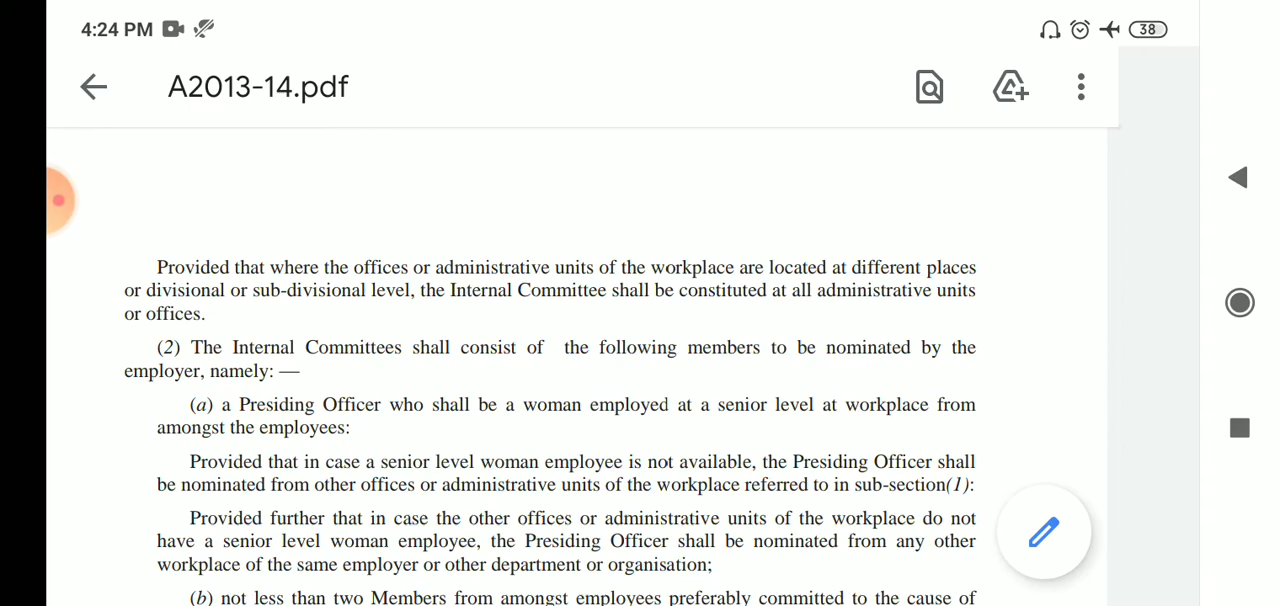 4:24 PM
38
A2013-14.pdf
Provided that where the offices or administrative units of the workplace are located at different places
or divisional or sub-divisional level, the Internal Committee shall be constituted at all administrative units
or offices.
(2) The Internal Committees shall consist of the following members to be nominated by the
employer, namely: —
(a) a Presiding Officer who shall be a woman employed at a senior level at workplace from
amongst the employees:
Provided that in case a senior level woman employee is not available, the Presiding Officer shall
be nominated from other offices or administrative units of the workplace referred to in sub-section(1):
Provided further that in case the other offices or administrative units of the workplace do not
have a senior level woman employee, the Presiding Officer shall be nominated from any other
workplace of the same employer or other department or organisation;
(b) not less than two Members from amongst employees preferably committed to the cause of